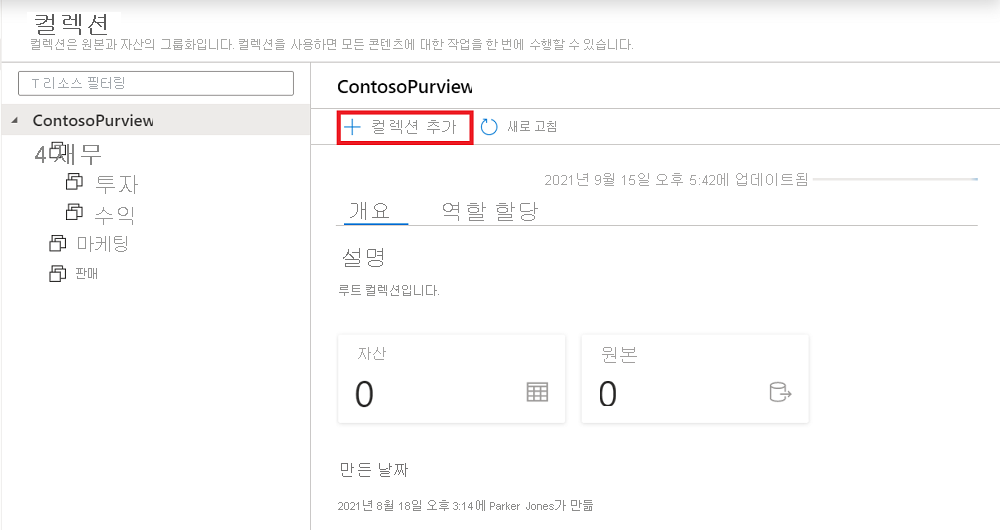 컬렉션
컬렉션은 원본과 자산의 그룹화입니다. 컬렉션을 사용하면 모든 콘텐츠에 대한 작업을 한 번에 수행할 수 있습니다.
T 리소스 필터링
ContosoPurview
4 재무
투자
수익
마케팅
판매
ContosoPurview
컬렉션 추가
새로 고침
2021년 9월 15일 오후 5:42에 업데이트됨
개요 역할 할당
설명
루트 컬렉션입니다.
자산
0
원본
0
만든 날짜
2021년 8월 18일 오후 3:14에 Parker Jones가 만듦